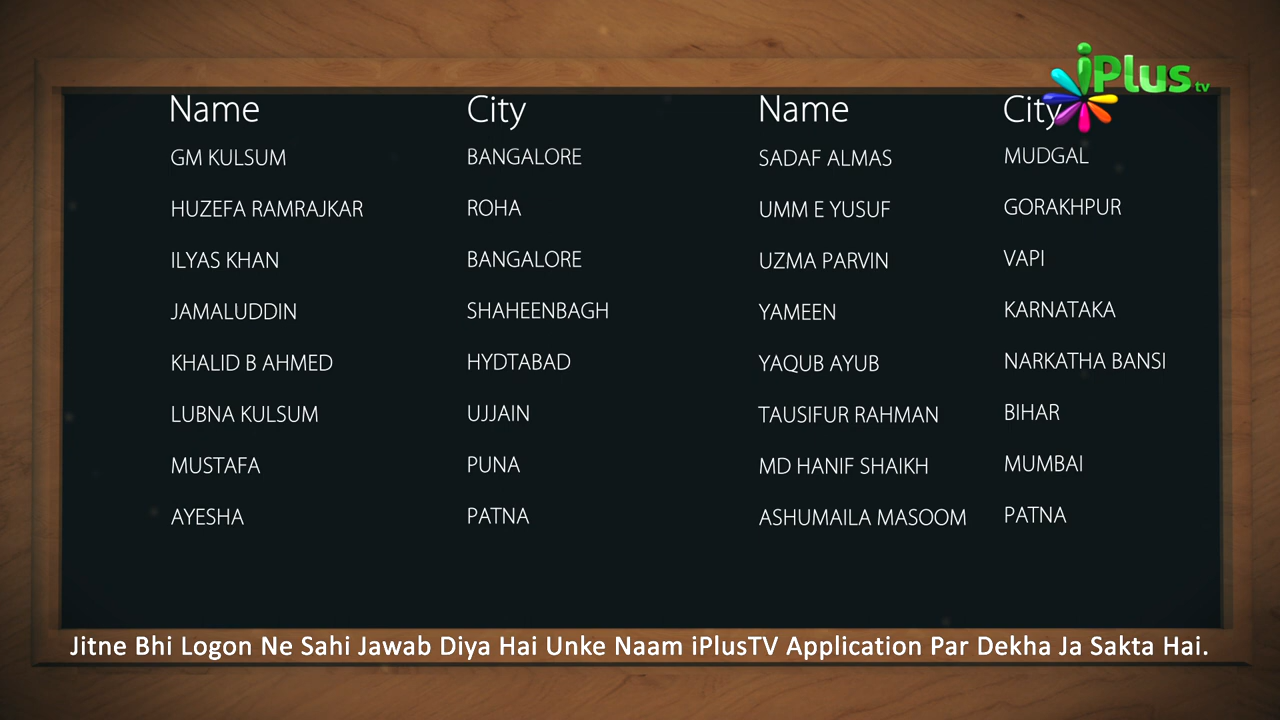 iPlus tv
Name City Name City
GM KULSUM BANGALORE SADAF ALMAS MUDGAL
HUZEFA RAMRAJKAR ROHA UMM E YUSUF GORAKHPUR
ILYAS KHAN BANGALORE UZMA PARVIN VAPI
JAMALUDDIN SHAHEENBAGH YAMEEN KARNATAKA
KHALID B AHMED HYDTABAD YAQUB AYUB NARKATHA BANSI
LUBNA KULSUM UJJAIN TAUSIFUR RAHMAN BIHAR
MUSTAFA PUNA MD HANIF SHAIKH MUMBAI
AYESHA PATNA ASHUMAILA MASOOM PATNA
Jitne Bhi Logon Ne Sahi Jawab Diya Hai Unke Naam iPlusTV Application Par Dekha Ja Sakta Hai.